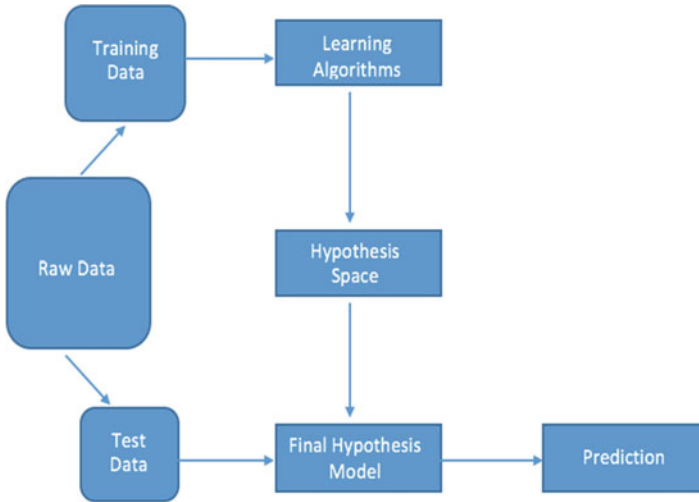 Training
Data
Learning
Algorithms
Raw Data
Hypothesis
Space
Test
Data
Final Hypothesis
Model
Prediction